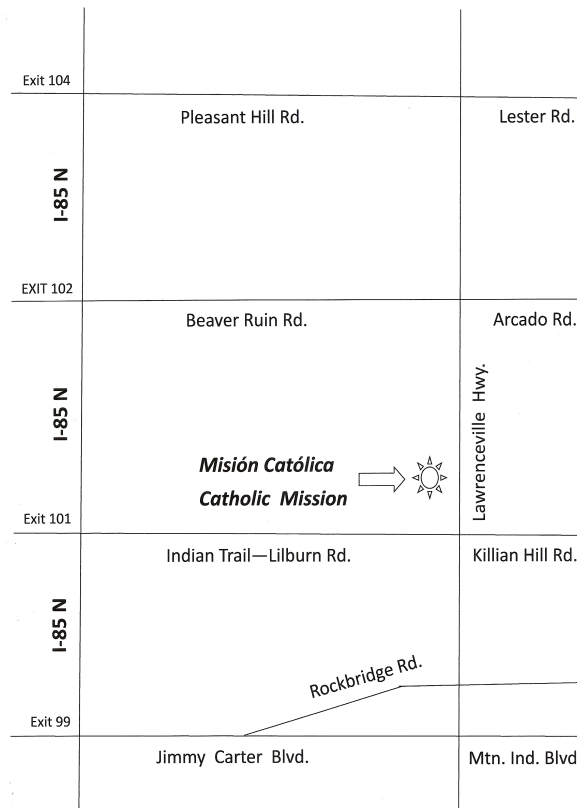 Exit 104
Pleasant Hill Rd.
Lester Rd.
I-85 N
EXIT 102
Beaver Ruin Rd.
Arcado Rd.
I-85 N
Lawrenceville Hwy.
Misión Católica
Catholic Mission
Exit 101
Indian Trail—Lilburn Rd.
Killian Hill Rd.
I-85 N
Rockbridge Rd.
Exit 99
Jimmy Carter Blvd.
Mtn. Ind. Blvd